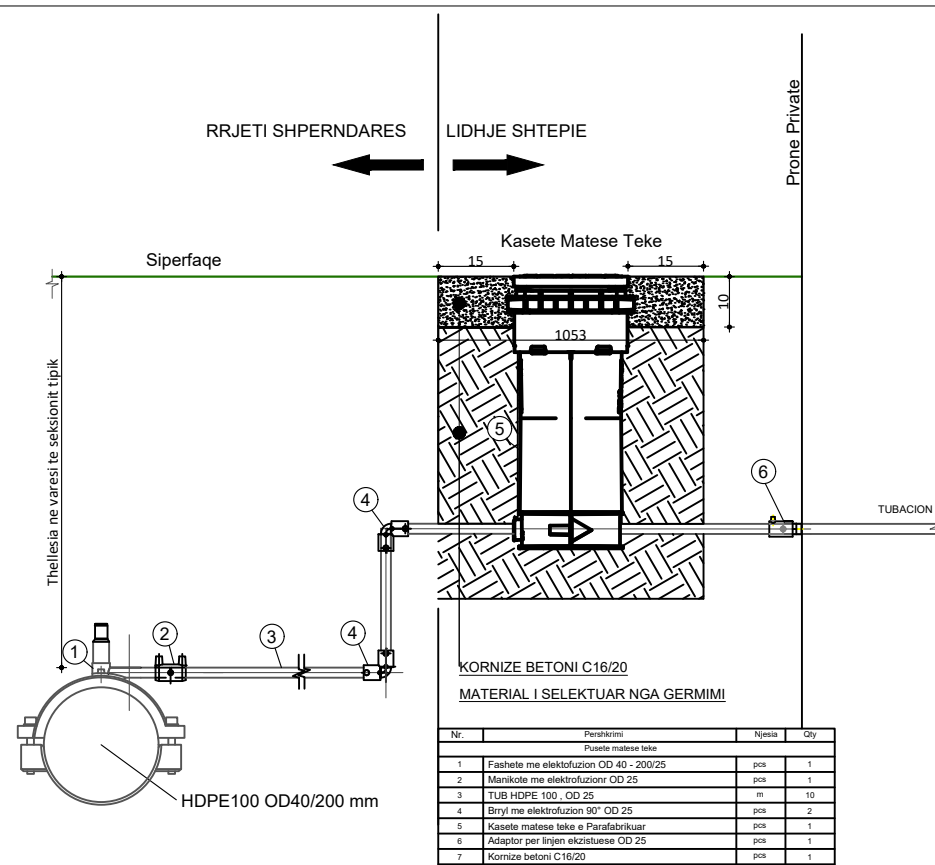 RRJETI SHPERNDARES
LIDHJE SHTEPIE
Prone Private
Kasete Matese Teke
Siperfaqe
15
15
10
1053
Thellesia ne varesi te seksionit tipik
5
6
4
TUBACION
4
1
2
3
KORNIZE BETONI C16/20
MATERIAL I SELEKTUAR NGA GERMIMI
HDPE100 OD40/200 mm
Nr. Pershkrimi Njesia Qty
Pusete matese teke
1 Fashete me elektofuzion OD 40 - 200/25 pcs 1
2 Manikote me elektrofuzionr OD 25 pcs 1
3 TUB HDPE 100 , OD 25 m 10
4 Brryl me elektrofuzion 90° OD 25 pcs 2
5 Kasete matese teke e Parafabrikuar pcs 1
6 Adaptor per linjen ekzistuese OD 25 pcs 1
7 Kornize betoni C16/20 pcs 1